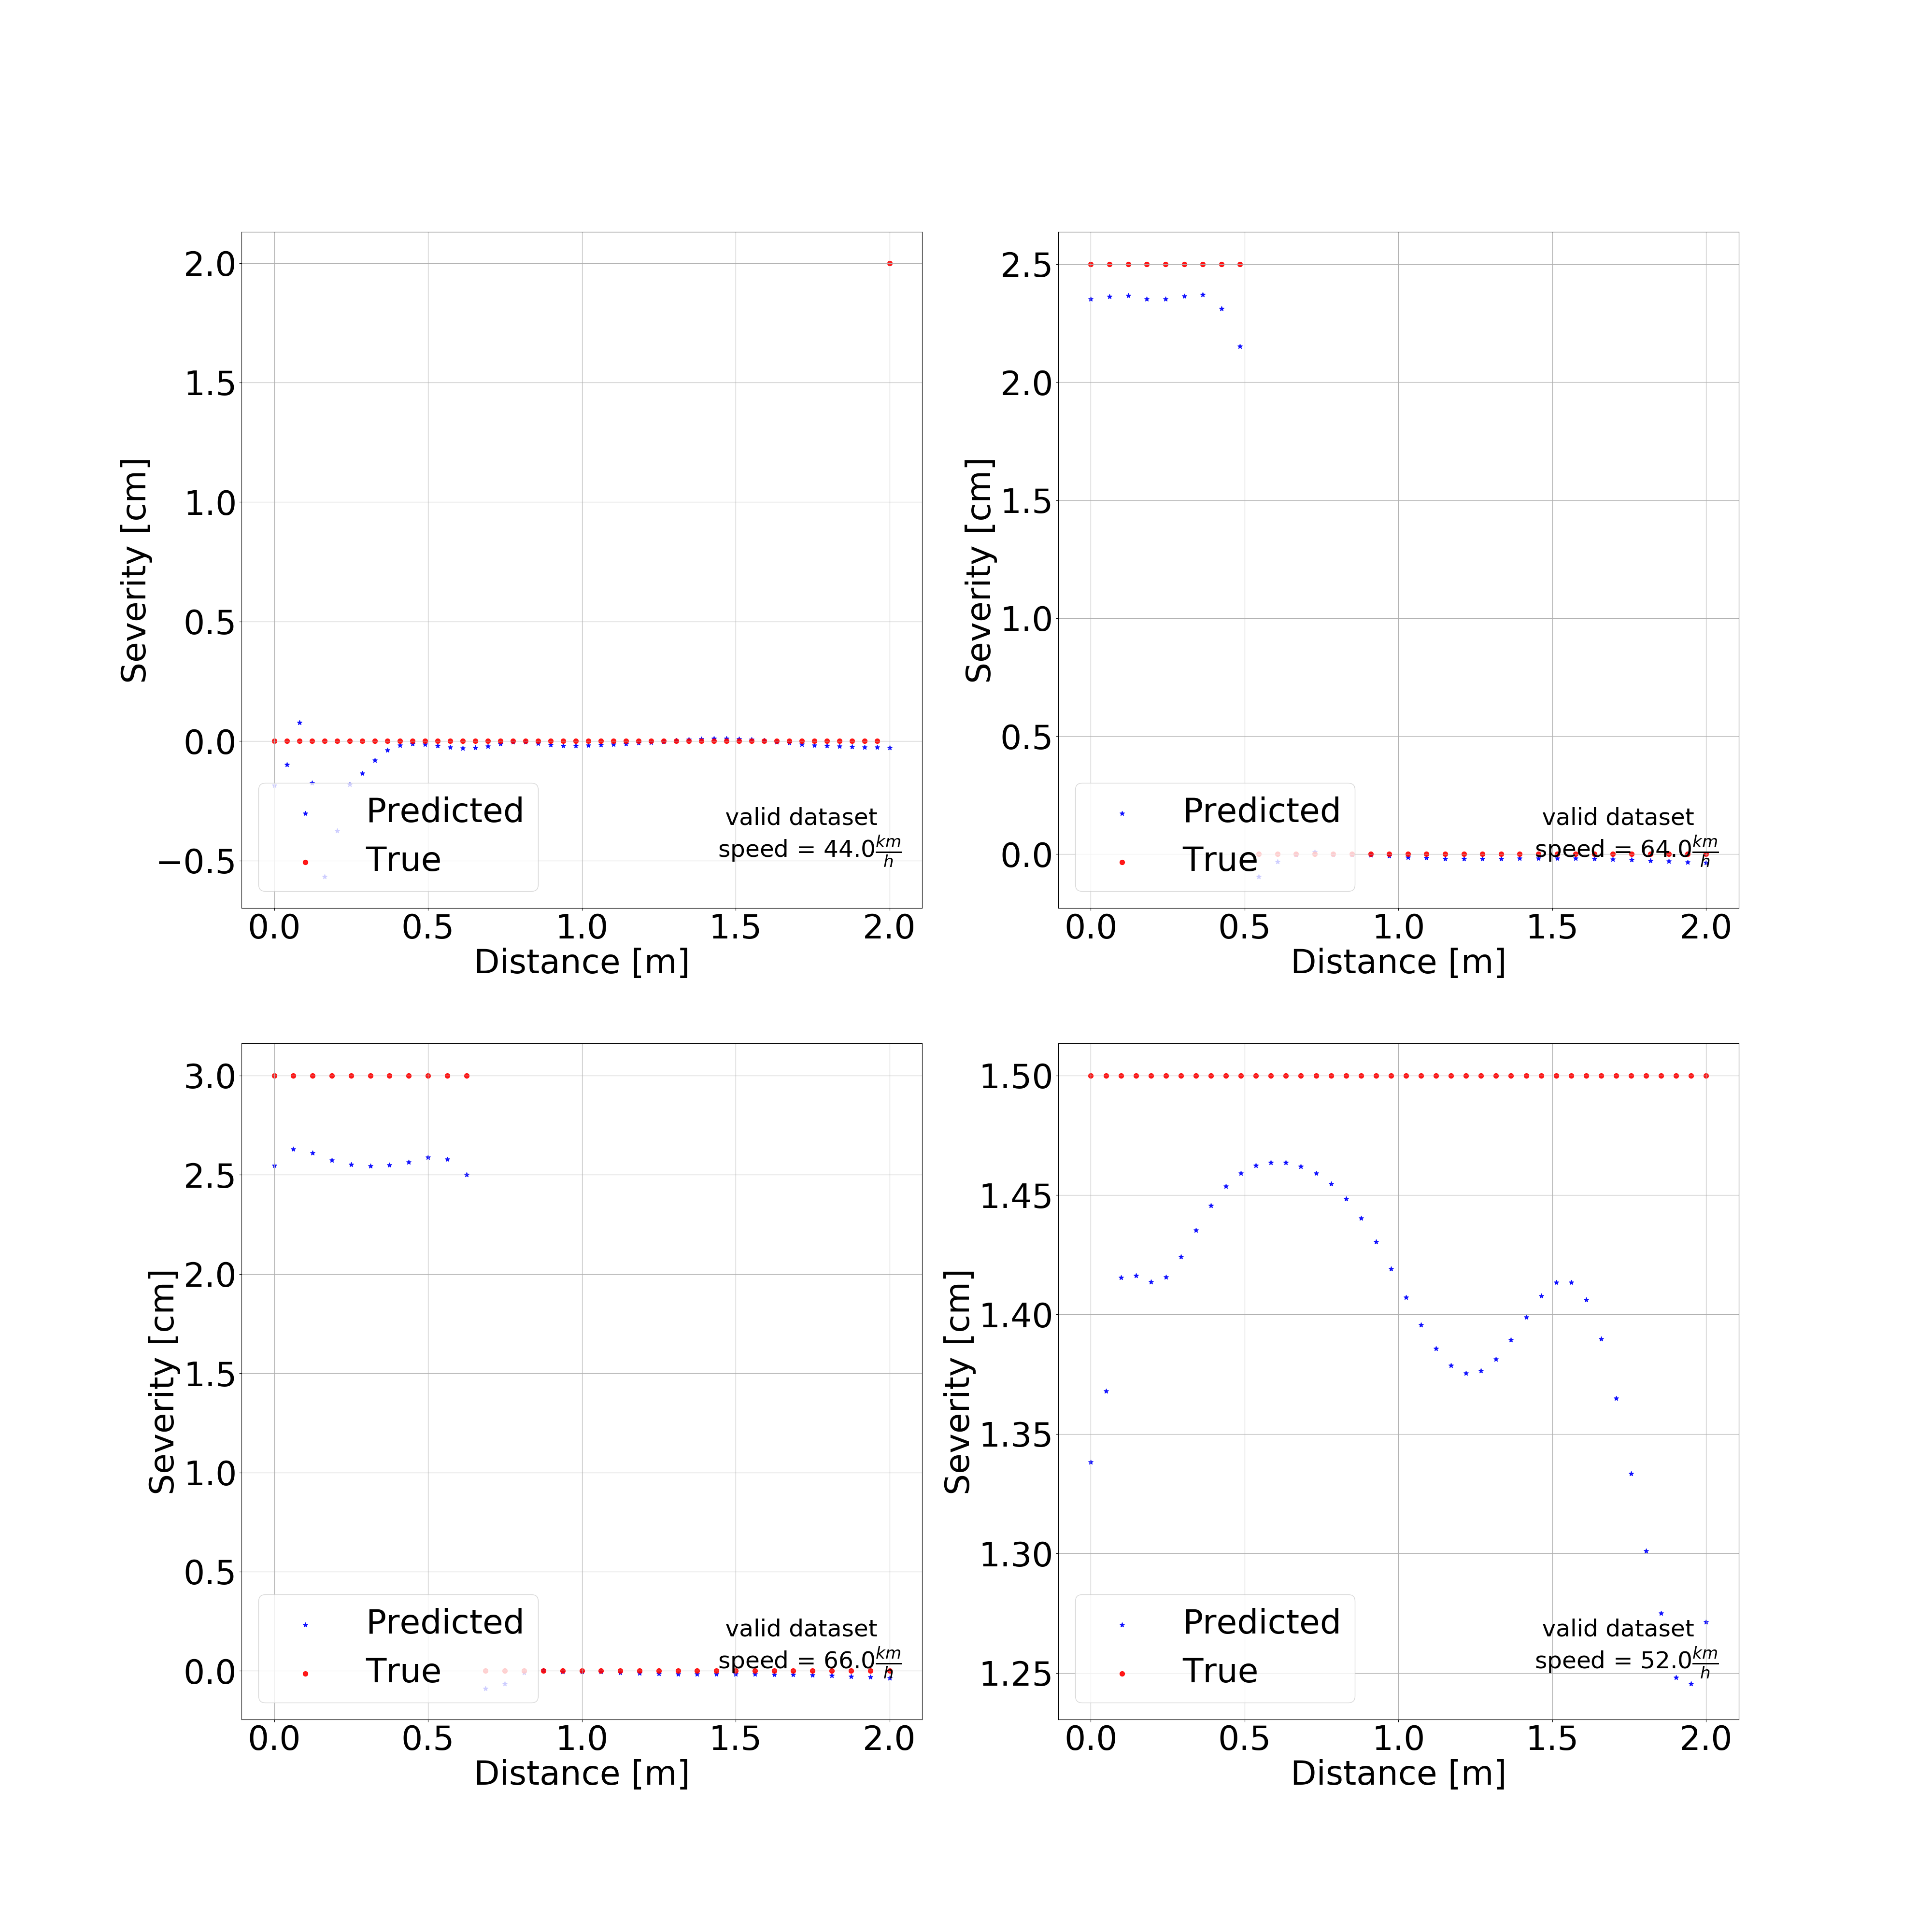 2.0
1.5
1.0
0.5
0.0
−0.5
Severity [cm]
Predicted
True
valid dataset
speed = 44.0 km/h
0.0 0.5 1.0 1.5 2.0
Distance [m]
2.5
2.0
1.5
1.0
0.5
0.0
Severity [cm]
Predicted
True
valid dataset
speed = 64.0 km/h
0.0 0.5 1.0 1.5 2.0
Distance [m]
3.0
2.5
2.0
1.5
1.0
0.5
0.0
Severity [cm]
Predicted
True
valid dataset
speed = 66.0 km/h
0.0 0.5 1.0 1.5 2.0
Distance [m]
1.50
1.45
1.40
1.35
1.30
1.25
Severity [cm]
Predicted
True
valid dataset
speed = 52.0 km/h
0.0 0.5 1.0 1.5 2.0
Distance [m]